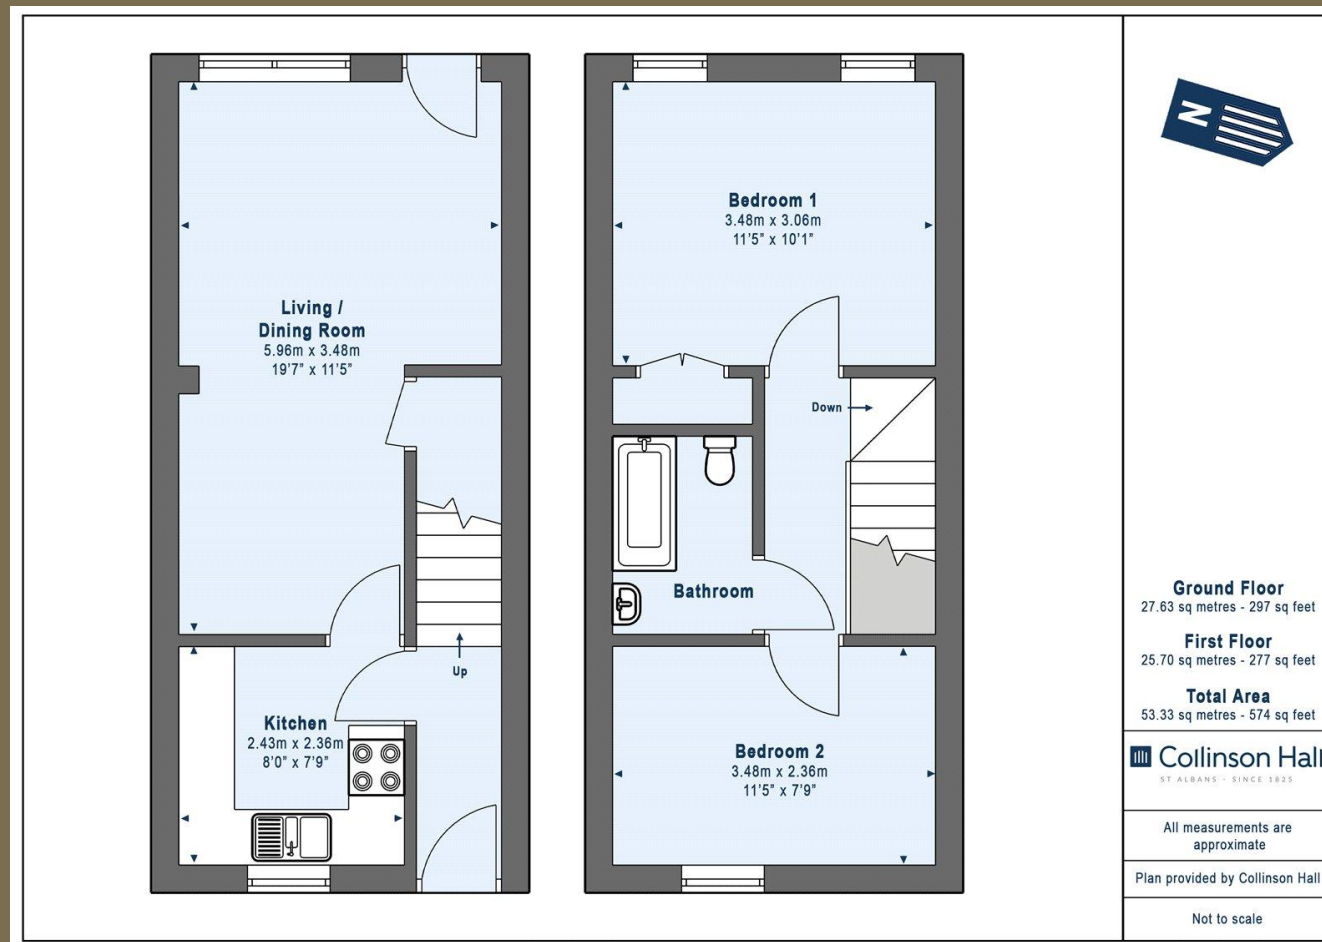 Living /
Dining Room
5.96m x 3.48m
19'7" x 11'5"
Kitchen
2.43m x 2.36m
8'0" x 7'9"
Up
Bedroom 1
3.48m x 3.06m
11'5" x 10'1"
Down
Bathroom
Bedroom 2
3.48m x 2.36m
11'5" x 7'9"
N
Ground Floor
27.63 sq metres - 297 sq feet
First Floor
25.70 sq metres - 277 sq feet
Total Area
53.33 sq metres - 574 sq feet
Collinson Hall
ST ALBANS - SINCE 1825
All measurements are
approximate
Plan provided by Collinson Hall
Not to scale